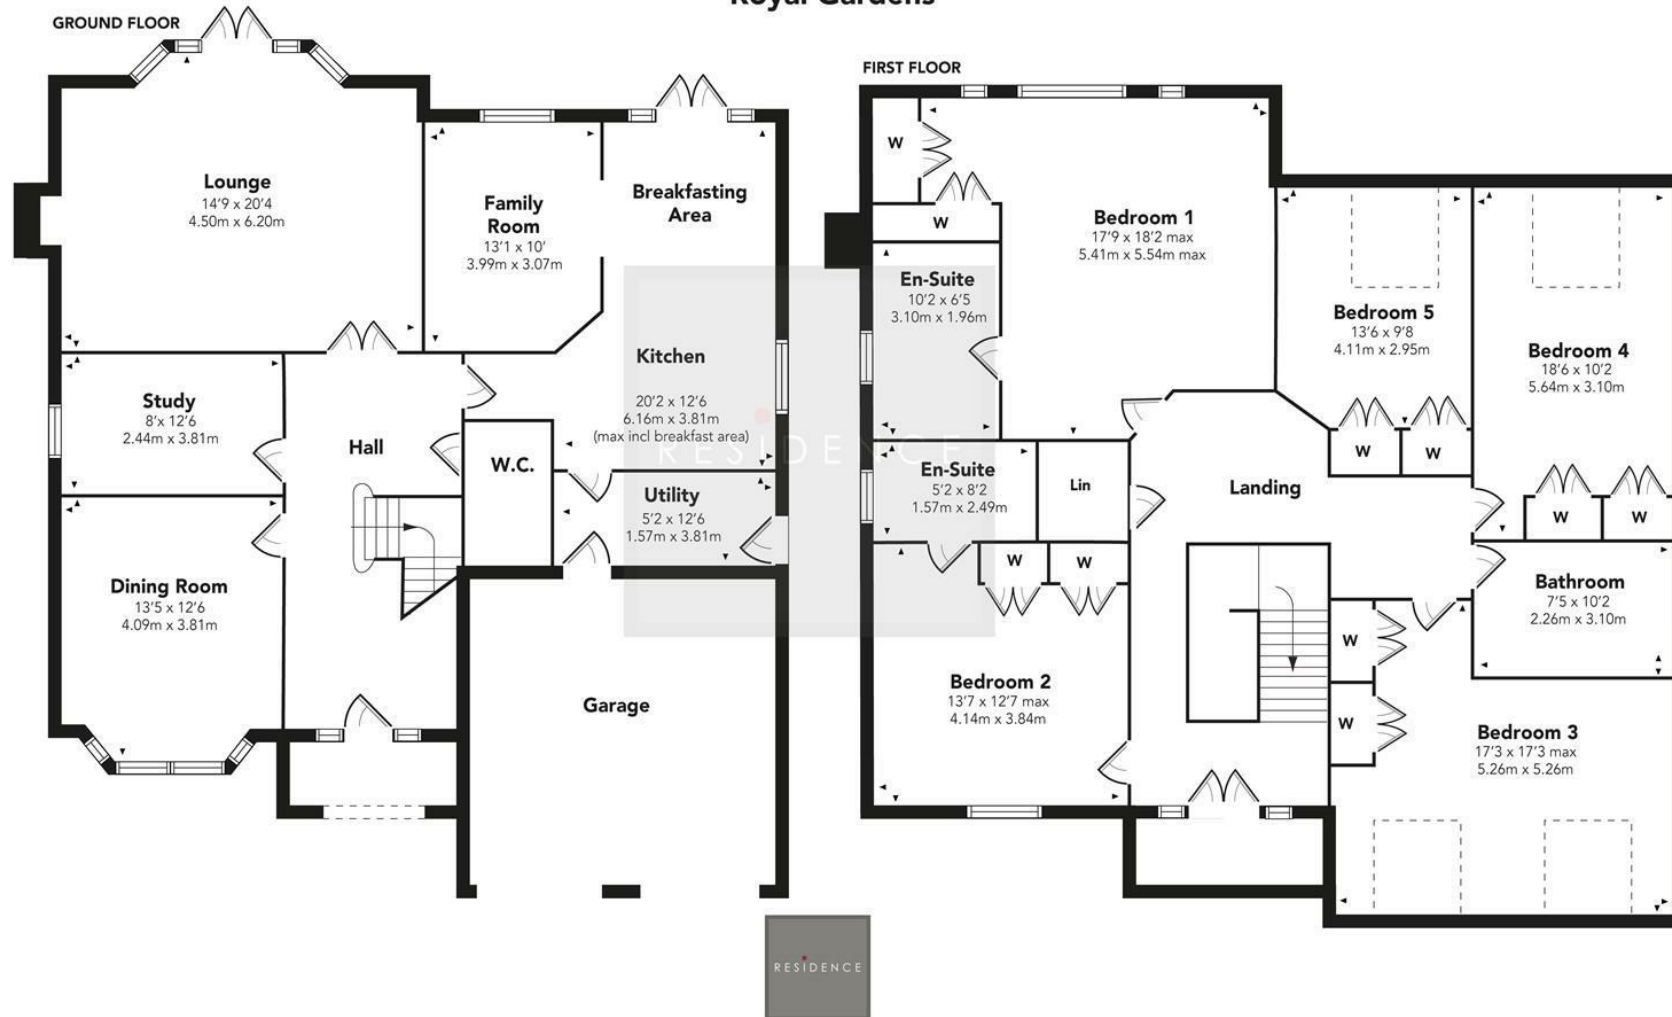 Royal Gardens
GROUND FLOOR
Lounge
14'9 x 20'4
4.50m x 6.20m
Family
Room
13'1 x 10'
3.99m x 3.07m
Breakfasting
Area
Kitchen
20'2 x 12'6
6.16m x 3.81m
(max incl breakfast area)
Study
8'x 12'6
2.44m x 3.81m
Hall
W.C.
Utility
5'2 x 12'6
1.57m x 3.81m
Dining Room
13'5 x 12'6
4.09m x 3.81m
Garage
FIRST FLOOR
W
W
Bedroom 1
17'9 x 18'2 max
5.41m x 5.54m max
En-Suite
10'2 x 6'5
3.10m x 1.96m
Bedroom 5
13'6 x 9'8
4.11m x 2.95m
W
W
Bedroom 4
18'6 x 10'2
5.64m x 3.10m
W
W
En-Suite
5'2 x 8'2
1.57m x 2.49m
Lin
Landing
W
W
Bathroom
7'5 x 10'2
2.26m x 3.10m
W
W
Bedroom 2
13'7 x 12'7 max
4.14m x 3.84m
Bedroom 3
17'3 x 17'3 max
5.26m x 5.26m
RESIDENCE
RESIDENCE